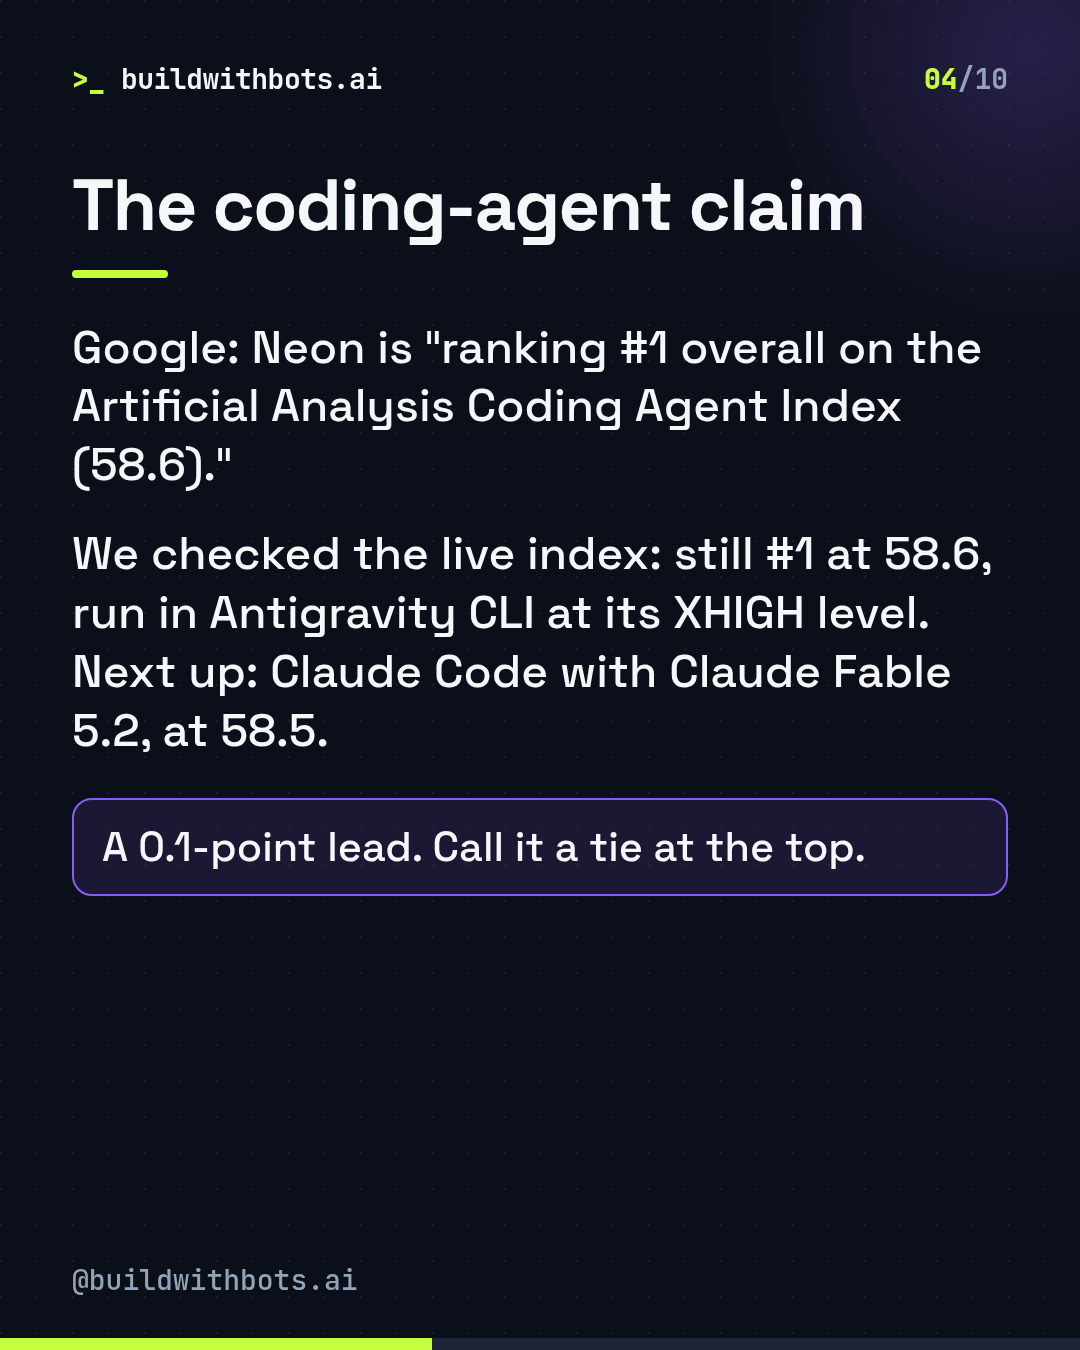 >_ buildwithbots.ai
04/10
The coding-agent claim
Google: Neon is "ranking #1 overall on the
Artificial Analysis Coding Agent Index
(58.6)."
We checked the live index: still #1 at 58.6,
run in Antigravity CLI at its XHIGH level.
Next up: Claude Code with Claude Fable
5.2, at 58.5.
A 0.1-point lead. Call it a tie at the top.
@buildwithbots.ai